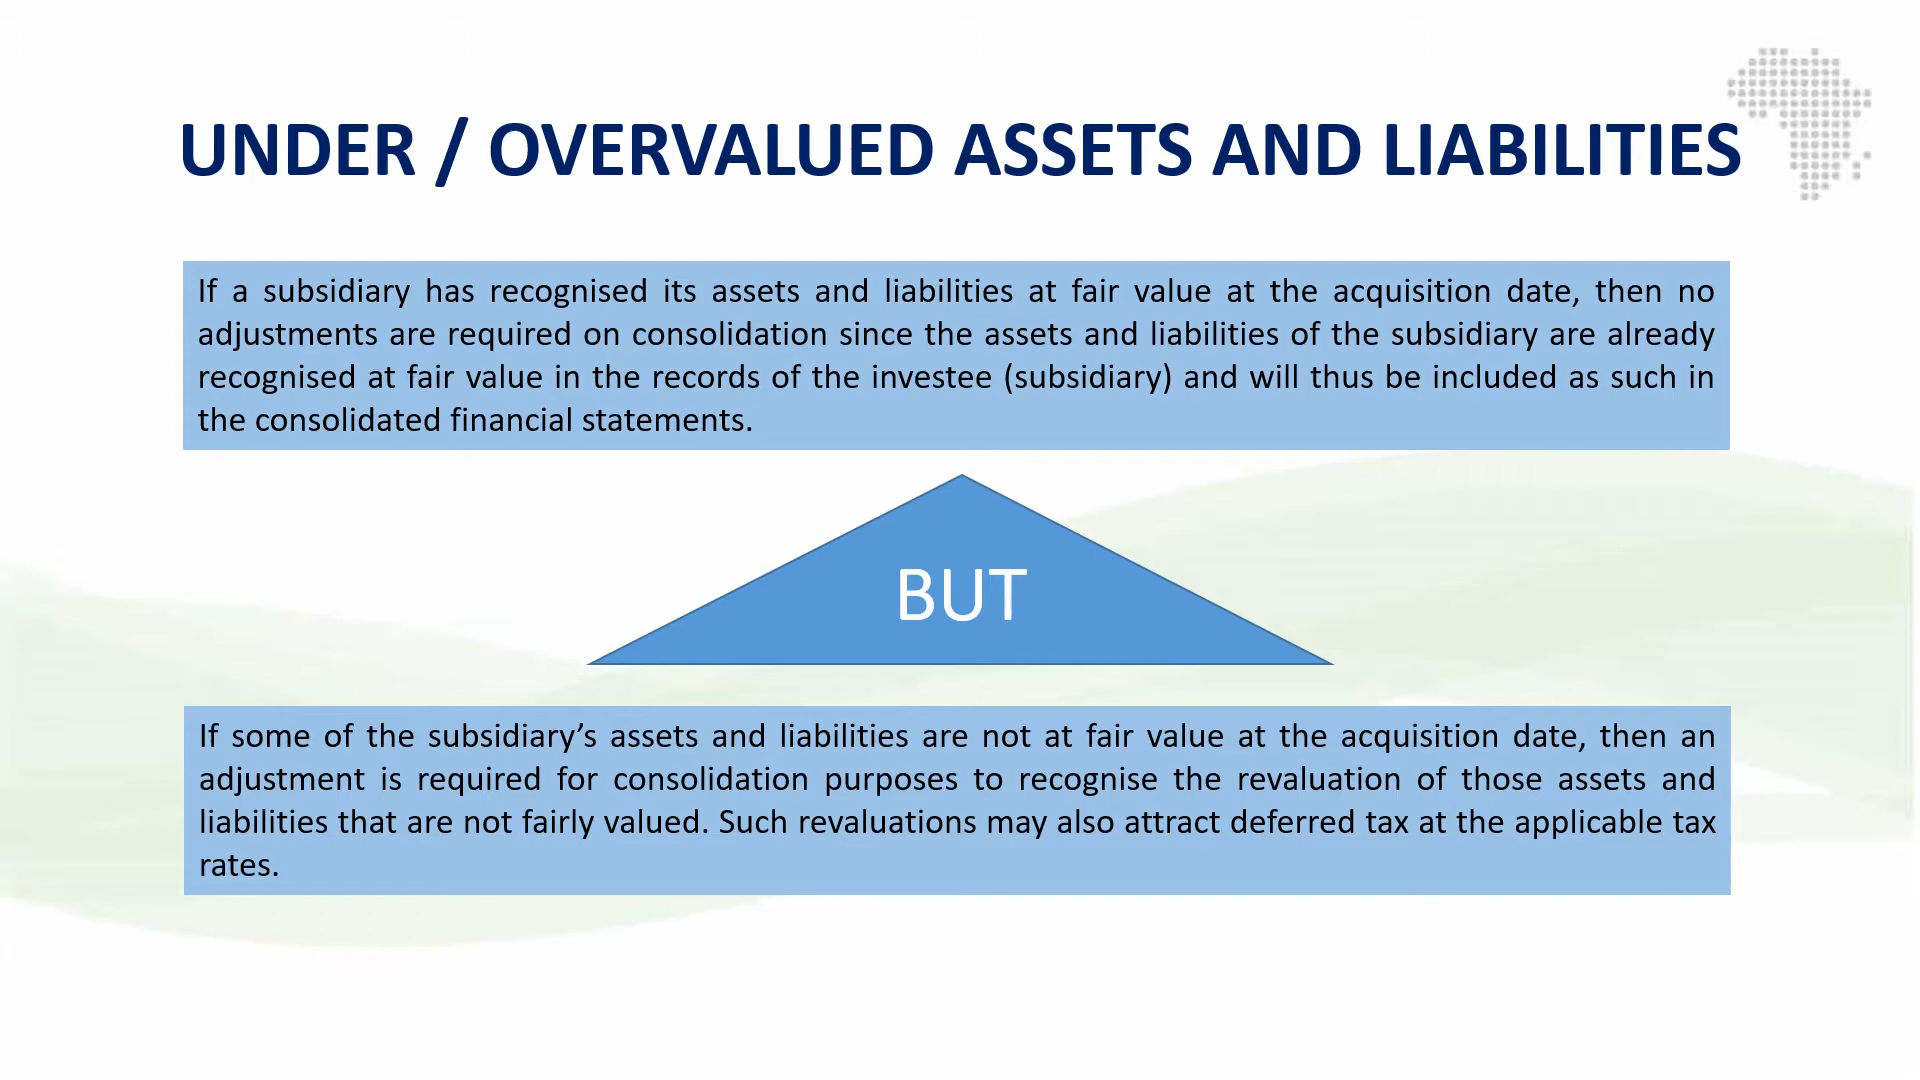 UNDER / OVERVALUED ASSETS AND LIABILITIES
If a subsidiary has recognised its assets and liabilities at fair value at the acquisition date, then no
adjustments are required on consolidation since the assets and liabilities of the subsidiary are already
recognised at fair value in the records of the investee (subsidiary) and will thus be included as such in
the consolidated financial statements.
BUT
If some of the subsidiary’s assets and liabilities are not at fair value at the acquisition date, then an
adjustment is required for consolidation purposes to recognise the revaluation of those assets and
liabilities that are not fairly valued. Such revaluations may also attract deferred tax at the applicable tax
rates.